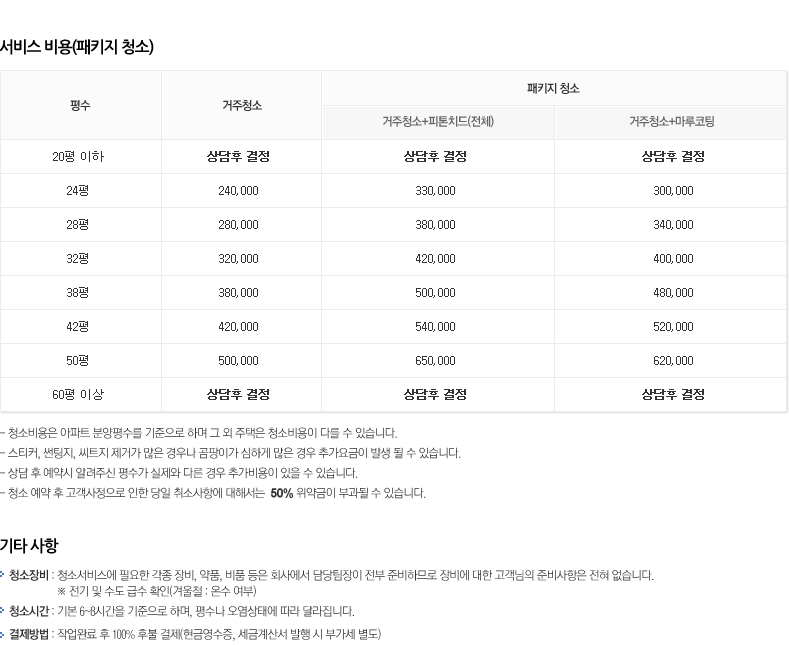 서비스 비용(패키지 청소)
평수 거주청소 패키지 청소
거주청소+피톤치드(전체) 거주청소+마루코팅
20평 이하 상담후 결정 상담후 결정 상담후 결정
24평 240,000 330,000 300,000
28평 280,000 380,000 340,000
32평 320,000 420,000 400,000
38평 380,000 500,000 480,000
42평 420,000 540,000 520,000
50평 500,000 650,000 620,000
60평 이상 상담후 결정 상담후 결정 상담후 결정
- 청소비용은 아파트 분양평수를 기준으로 하며 그 외 주택은 청소비용이 다를 수 있습니다.
- 스티커, 썬팅지, 씨트지 제거가 많은 경우나 곰팡이가 심하게 많은 경우 추가요금이 발생 될 수 있습니다.
- 상담 후 예약시 알려주신 평수가 실제와 다른 경우 추가비용이 있을 수 있습니다.
- 청소 예약 후 고객사정으로 인한 당일 취소사항에 대해서는 50% 위약금이 부과될 수 있습니다.
기타 사항
청소장비 : 청소서비스에 필요한 각종 장비, 약품, 비품 등은 회사에서 담당팀장이 전부 준비하므로 장비에 대한 고객님의 준비사항은 전혀 없습니다.
※ 전기 및 수도 급수 확인(겨울철 : 온수 여부)
청소시간 : 기본 6~8시간을 기준으로 하며, 평수나 오염상태에 따라 달라집니다.
결제방법 : 작업완료 후 100% 후불 결제(현금영수증, 세금계산서 발행 시 부가세 별도)